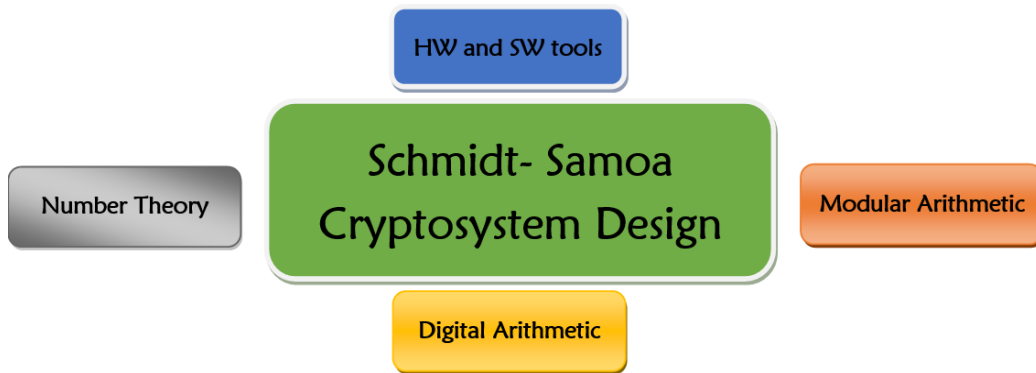 HW and SW tools
Schmidt- Samoa
Cryptosystem Design
Number Theory
Modular Arithmetic
Digital Arithmetic